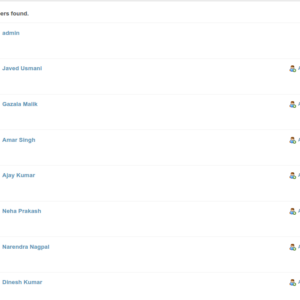 ers found.
admin
Javed Usmani
Gazala Malik
Amar Singh
Ajay Kumar
Neha Prakash
Narendra Nagpal
Dinesh Kumar